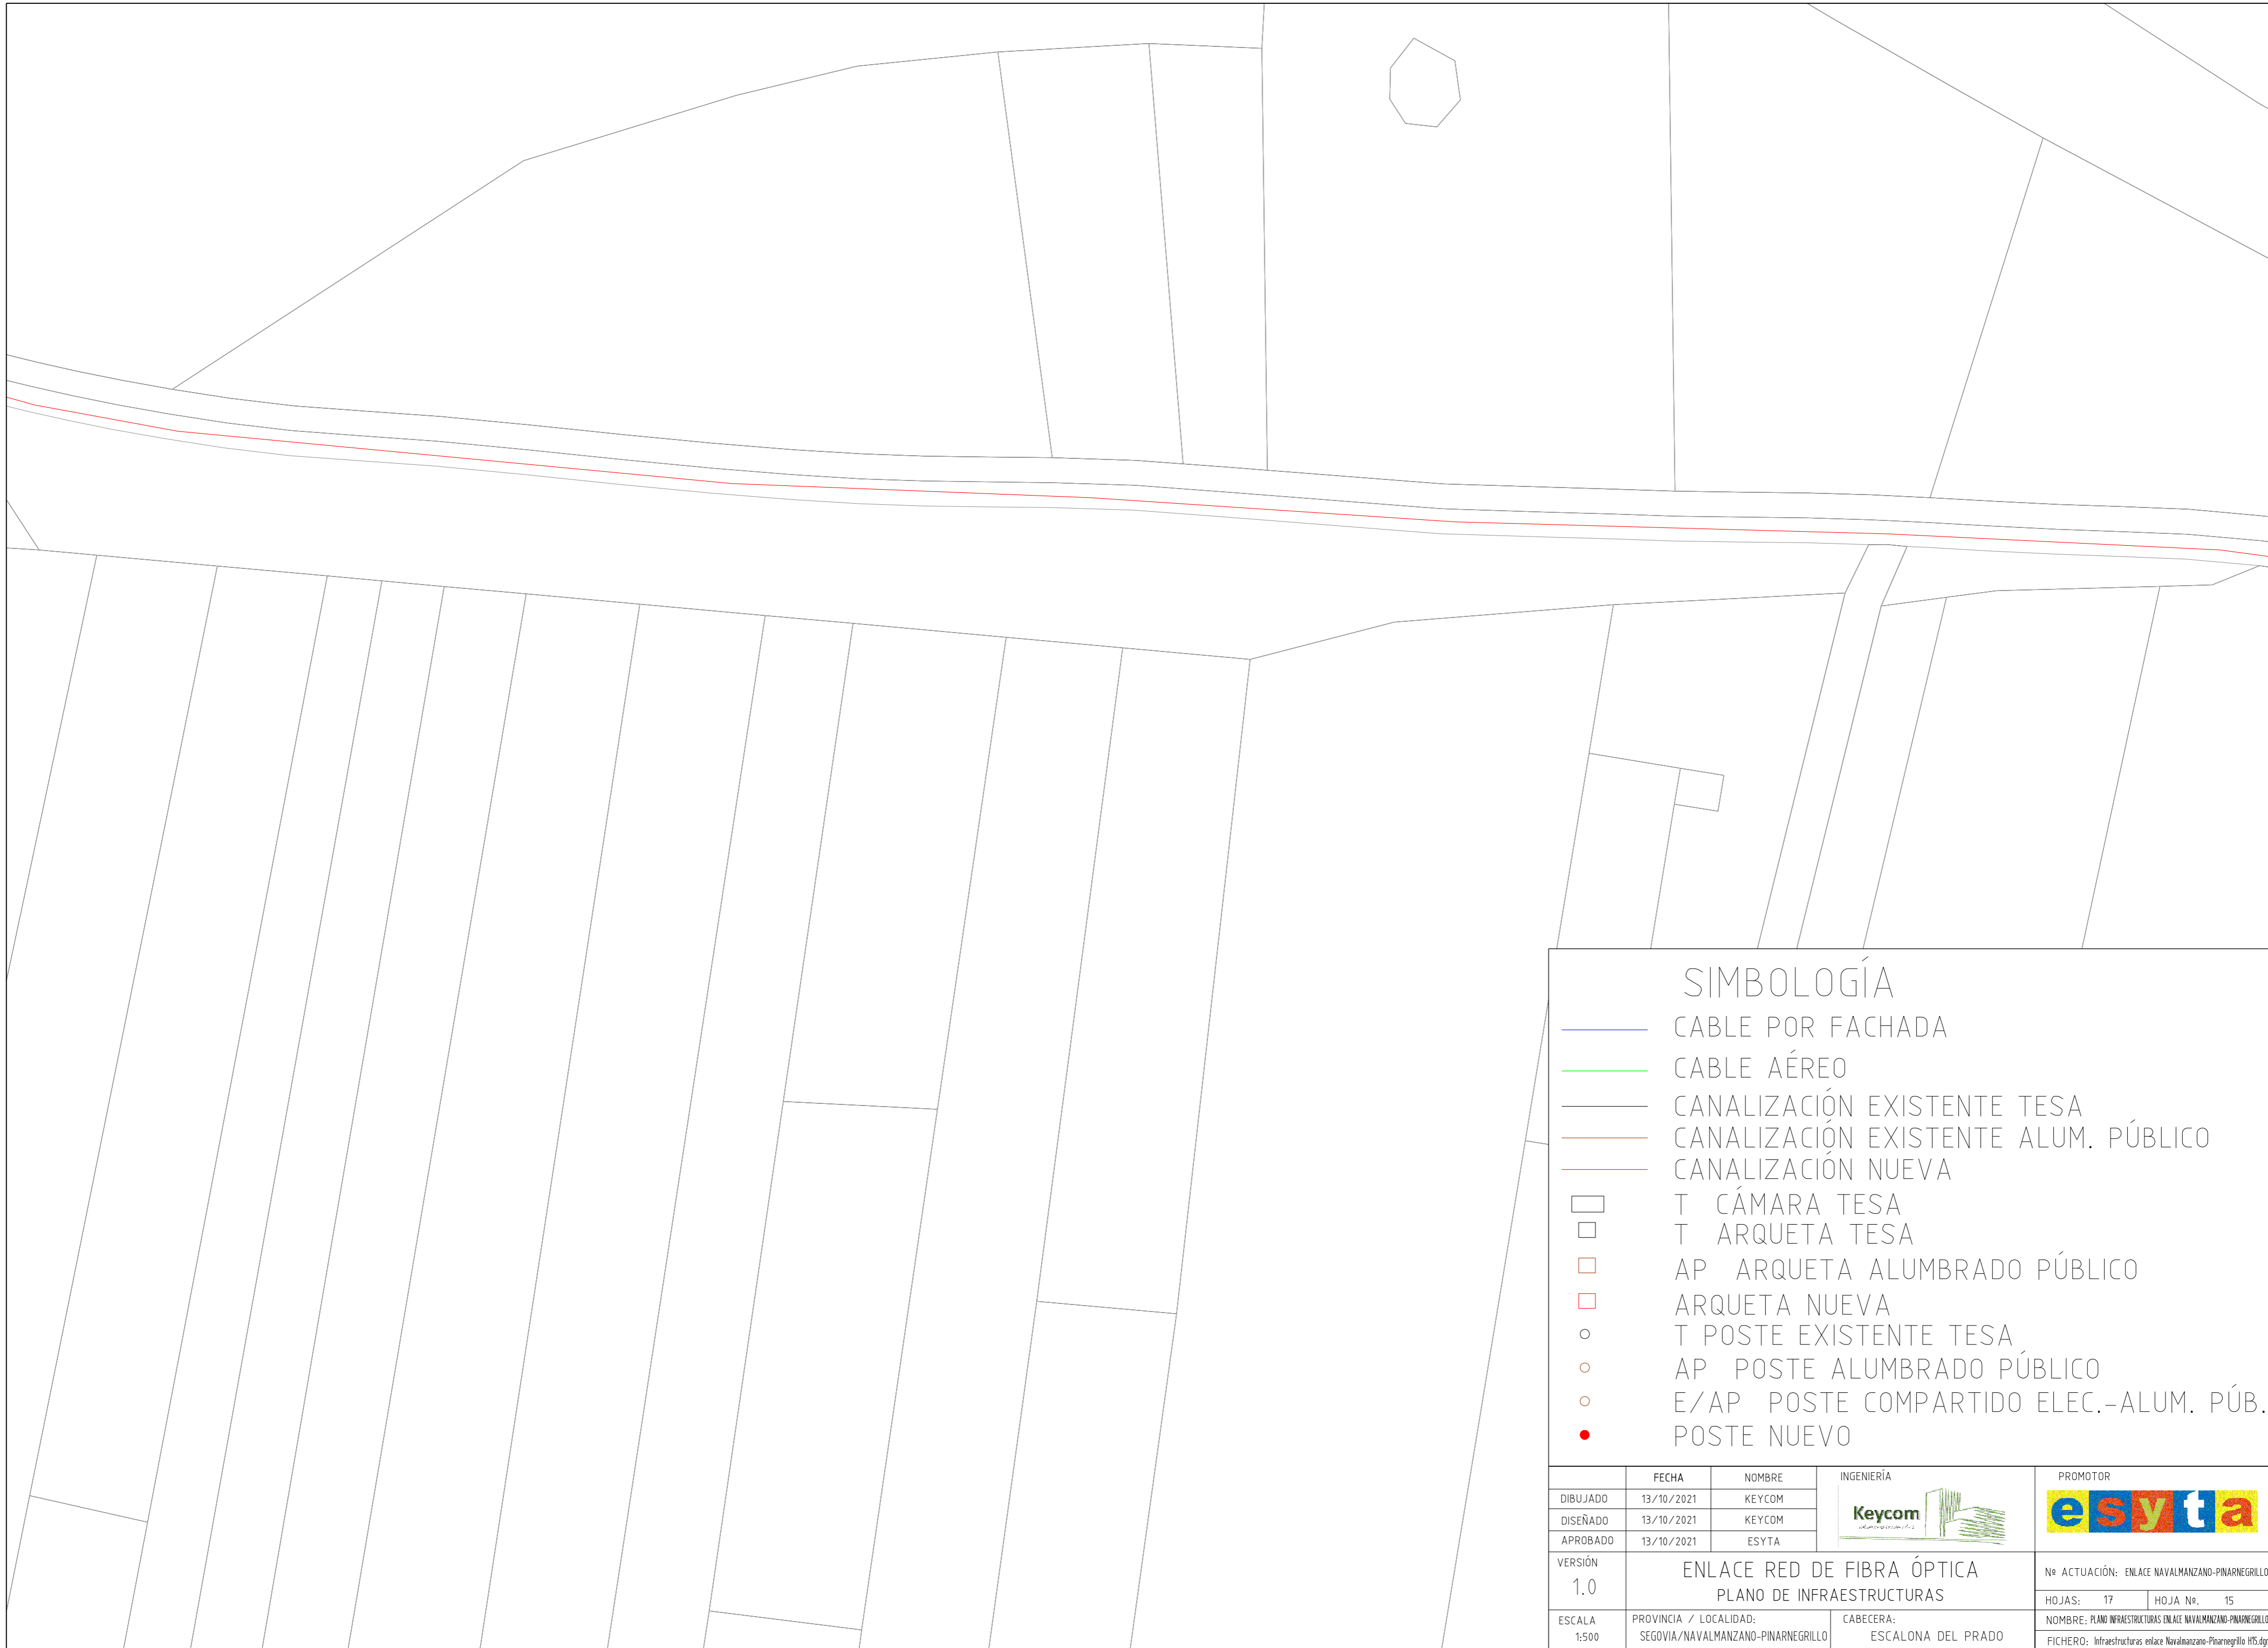 SIMBOLOGÍA
CABLE POR FACHADA
CABLE AÉREO
CANALIZACIÓN EXISTENTE TESA
CANALIZACIÓN EXISTENTE ALUM. PÚBLICO
CANALIZACIÓN NUEVA
T CÁMARA TESA
T ARQUETA TESA
AP ARQUETA ALUMBRADO PÚBLICO
ARQUETA NUEVA
T POSTE EXISTENTE TESA
AP POSTE ALUMBRADO PÚBLICO
E/AP POSTE COMPARTIDO ELEC.-ALUM. PÚB.
POSTE NUEVO
FECHA NOMBRE INGENIERÍA PROMOTOR
DIBUJADO 13/10/2021 KEYCOM
DISEÑADO 13/10/2021 KEYCOM
APROBADO 13/10/2021 ESYTA
Keycom
esyta
VERSIÓN
1.0
ENLACE RED DE FIBRA ÓPTICA
PLANO DE INFRAESTRUCTURAS
Nº ACTUACIÓN: ENLACE NAVALMANZANO-PINARNEGRILLO
HOJAS: 17 HOJA Nº. 15
ESCALA
1:500
PROVINCIA / LOCALIDAD:
SEGOVIA/NAVALMANZANO-PINARNEGRILLO
CABECERA:
ESCALONA DEL PRADO
NOMBRE: PLANO INFRAESTRUCTURAS ENLACE NAVALMANZANO-PINARNEGRILLO
FICHERO: Infraestructuras enlace Navalmanzano-Pinarnegrillo H15